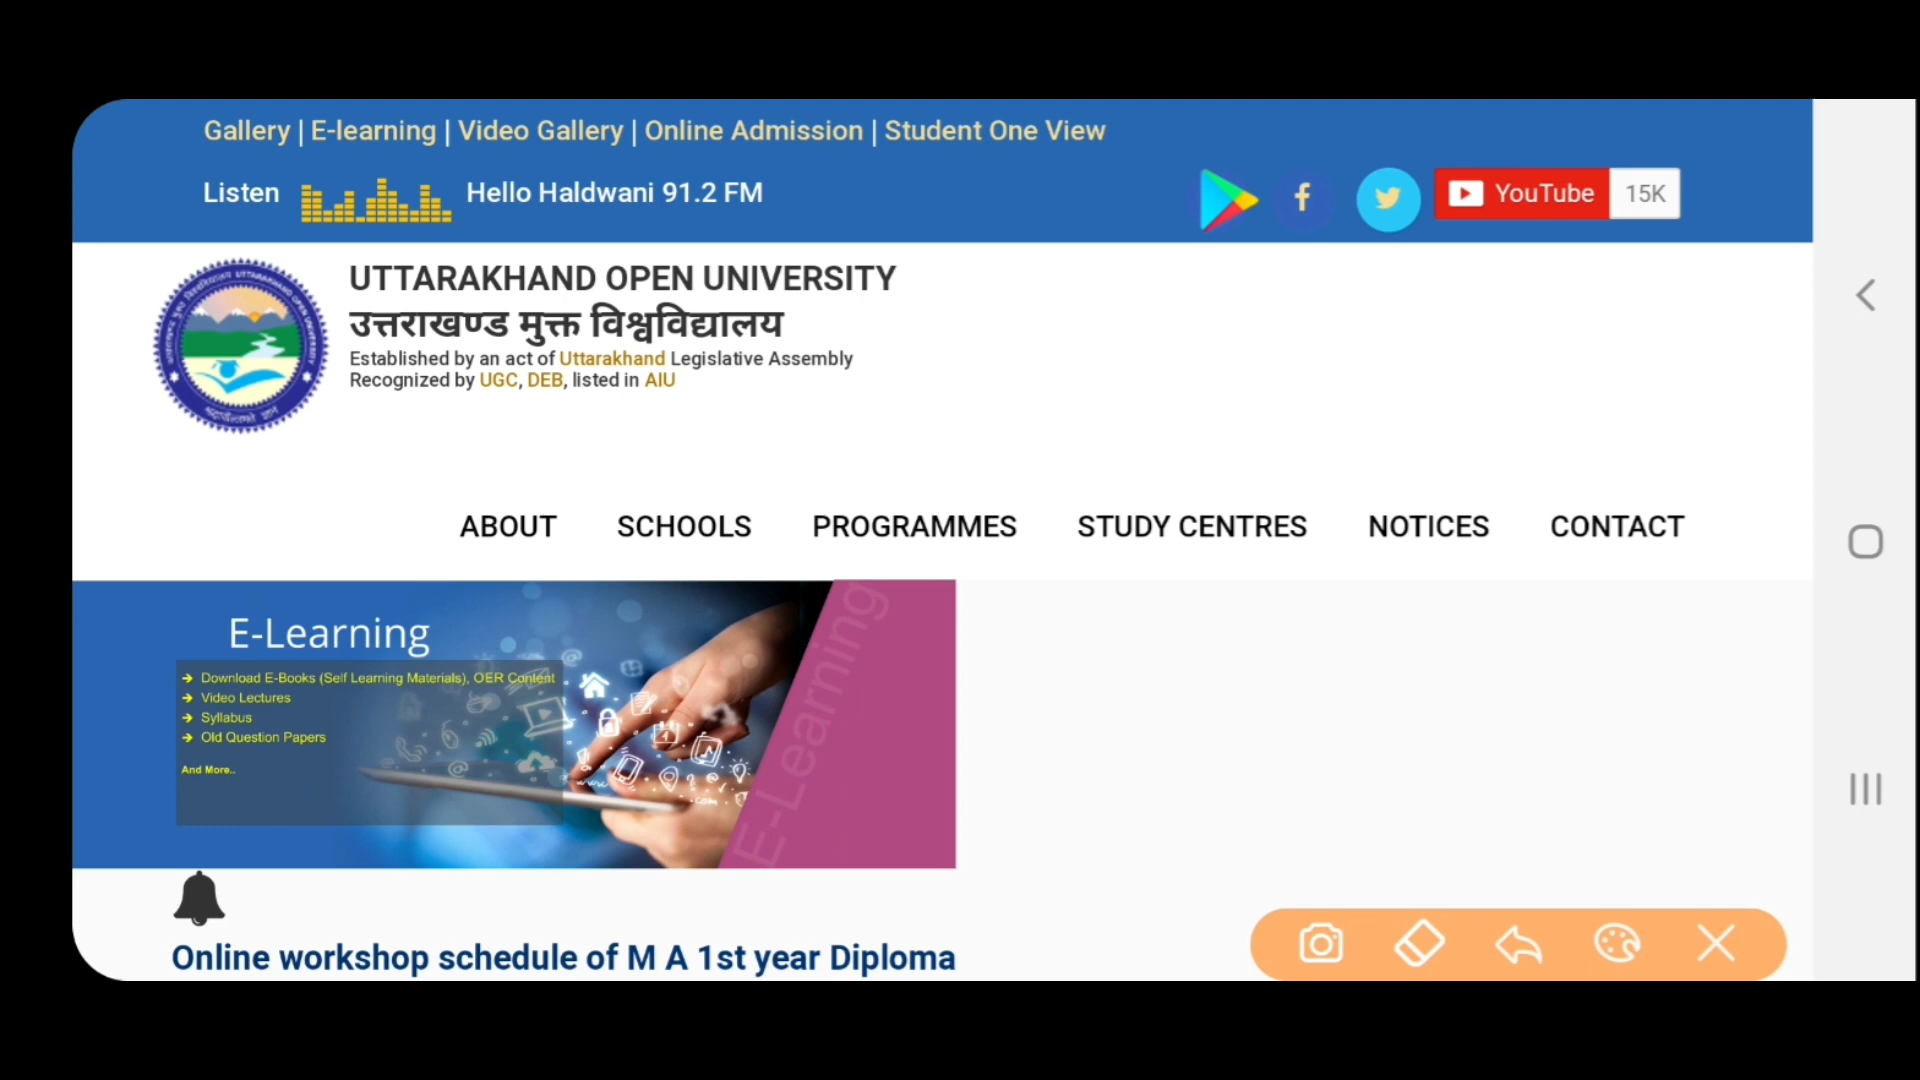 Gallery | E-learning | Video Gallery | Online Admission | Student One View
Listen Hello Haldwani 91.2 FM
YouTube 15K
UTTARAKHAND OPEN UNIVERSITY
उत्तराखण्ड मुक्त विश्वविद्यालय
Established by an act of Uttarakhand Legislative Assembly
Recognized by UGC, DEB, listed in AIU
ABOUT SCHOOLS PROGRAMMES STUDY CENTRES NOTICES CONTACT
E-Learning
Download E-Books (Self Learning Materials), OER Content
Video Lectures
Syllabus
Old Question Papers
And More..
E-Learning
Online workshop schedule of M A 1st year Diploma